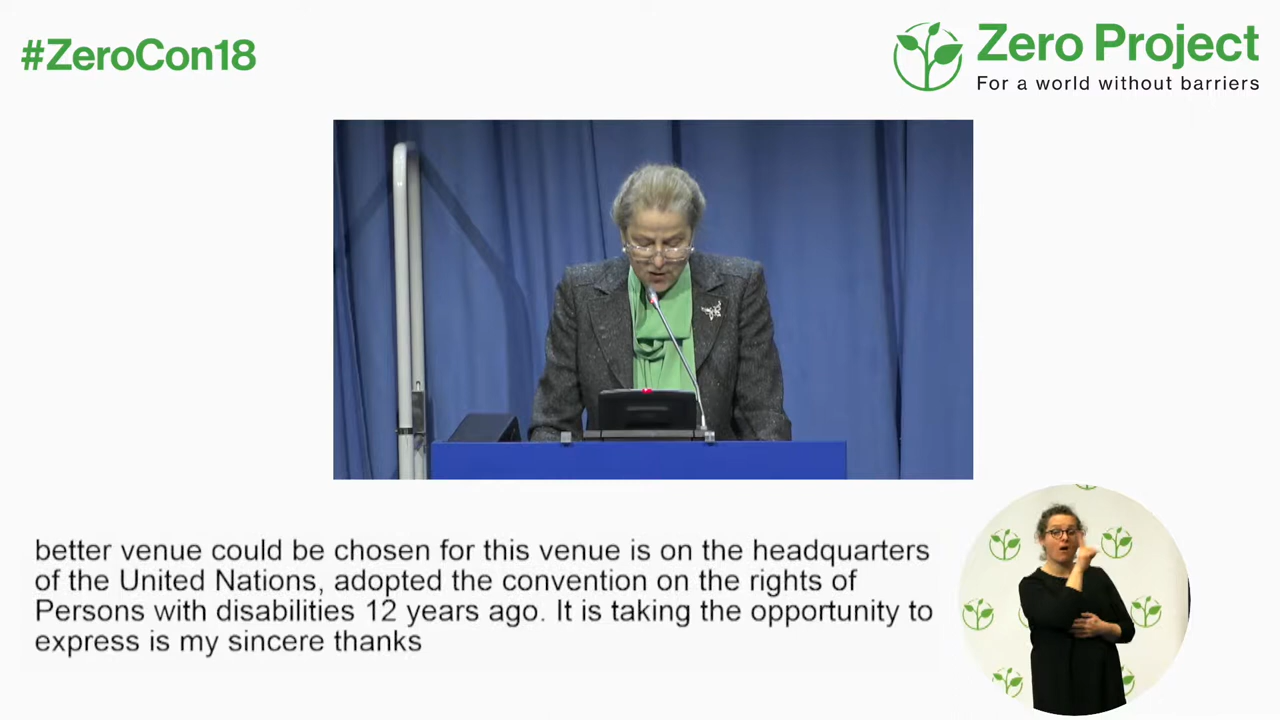 #ZeroCon18
Zero Project
For a world without barriers
better venue could be chosen for this venue is on the headquarters
of the United Nations, adopted the convention on the rights of
Persons with disabilities 12 years ago. It is taking the opportunity to
express is my sincere thanks